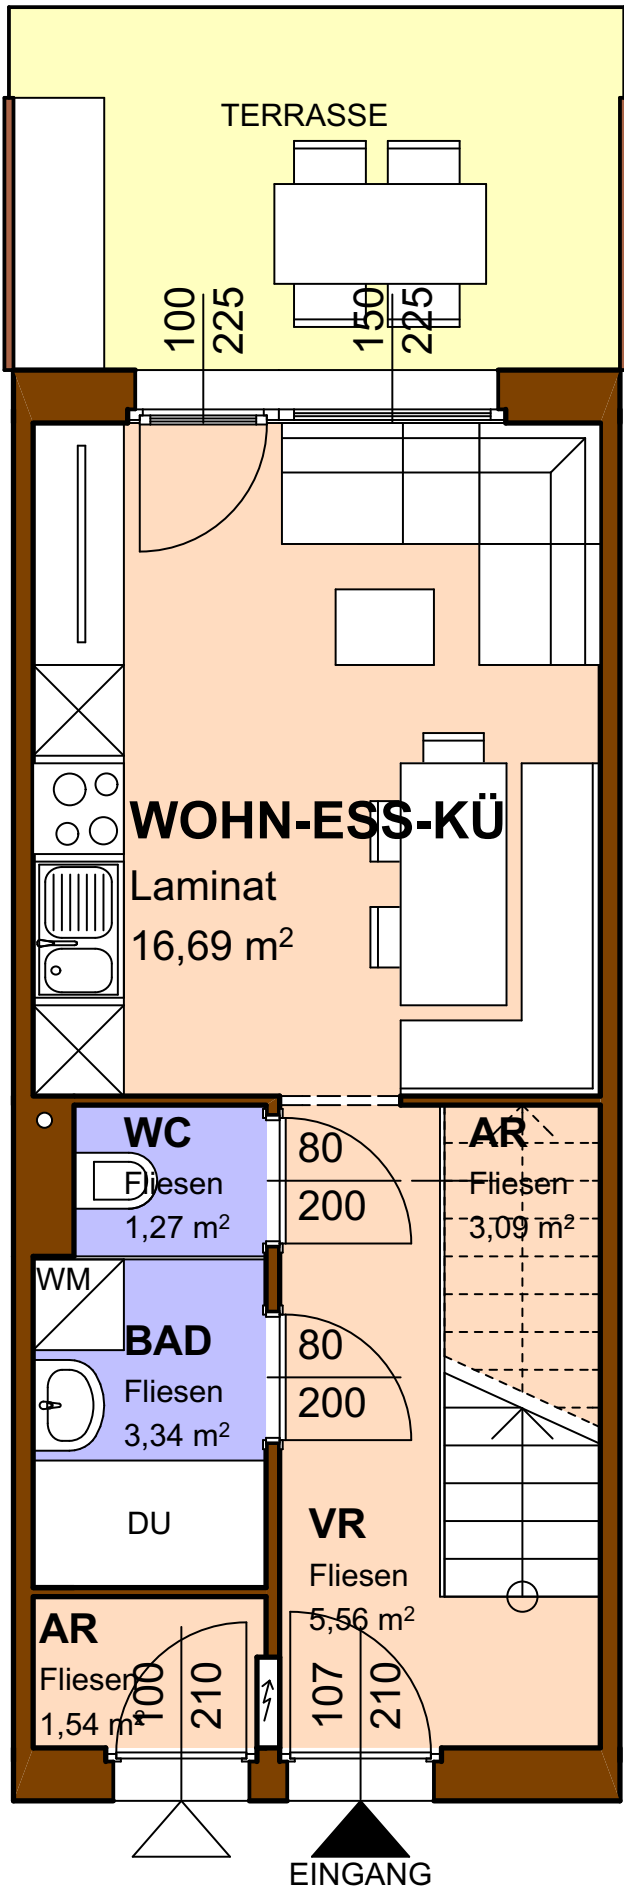 TERRASSE
100
225
150
225
WOHN-ESS-KÜ
Laminat
16,69 m²
WC
Fliesen
1,27 m²
80
200
AR
Fliesen
3,09 m²
WM
BAD
Fliesen
3,34 m²
80
200
DU
VR
Fliesen
5,56 m²
AR
Fliesen
1,54 m²
100
210
107
210
EINGANG